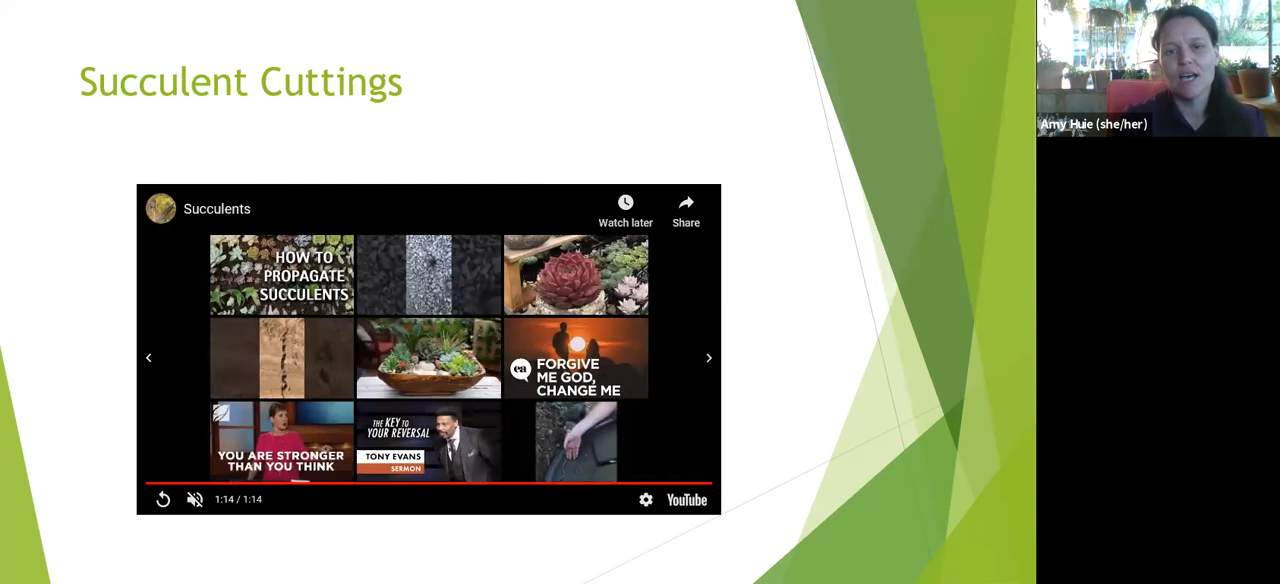 Succulent Cuttings
Amy Huie (she/her)
Succulents
Watch later
Share
HOW TO
PROPAGATE
SUCCULENTS
ea
FORGIVE
ME GOD,
CHANGE ME
YOU ARE STRONGER
THAN YOU THINK
THE KEY TO
YOUR REVERSAL
TONY EVANS
SERMON
1:14 / 1:14
YouTube